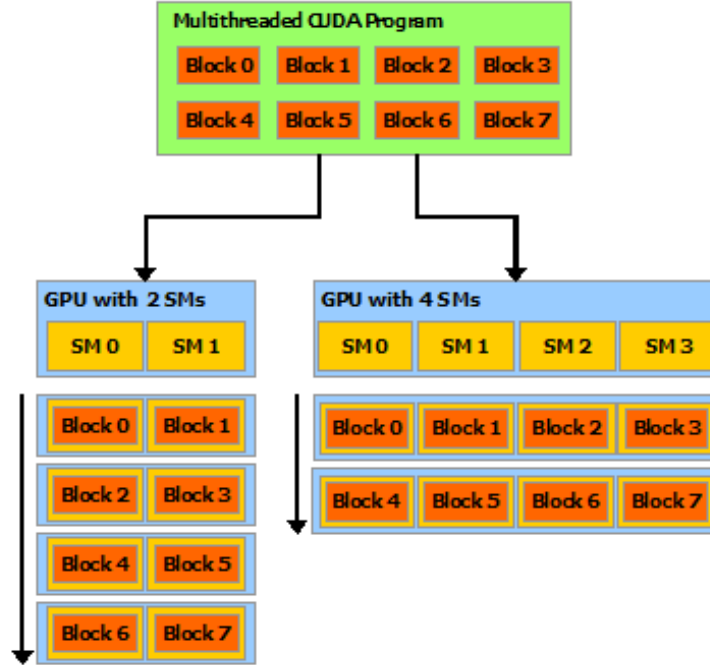 Multithreaded CUDA Program
Block 0 Block 1 Block 2 Block 3
Block 4 Block 5 Block 6 Block 7
GPU with 2 SMs
SM 0 SM 1
Block 0 Block 1
Block 2 Block 3
Block 4 Block 5
Block 6 Block 7
GPU with 4 SMs
SM 0 SM 1 SM 2 SM 3
Block 0 Block 1 Block 2 Block 3
Block 4 Block 5 Block 6 Block 7